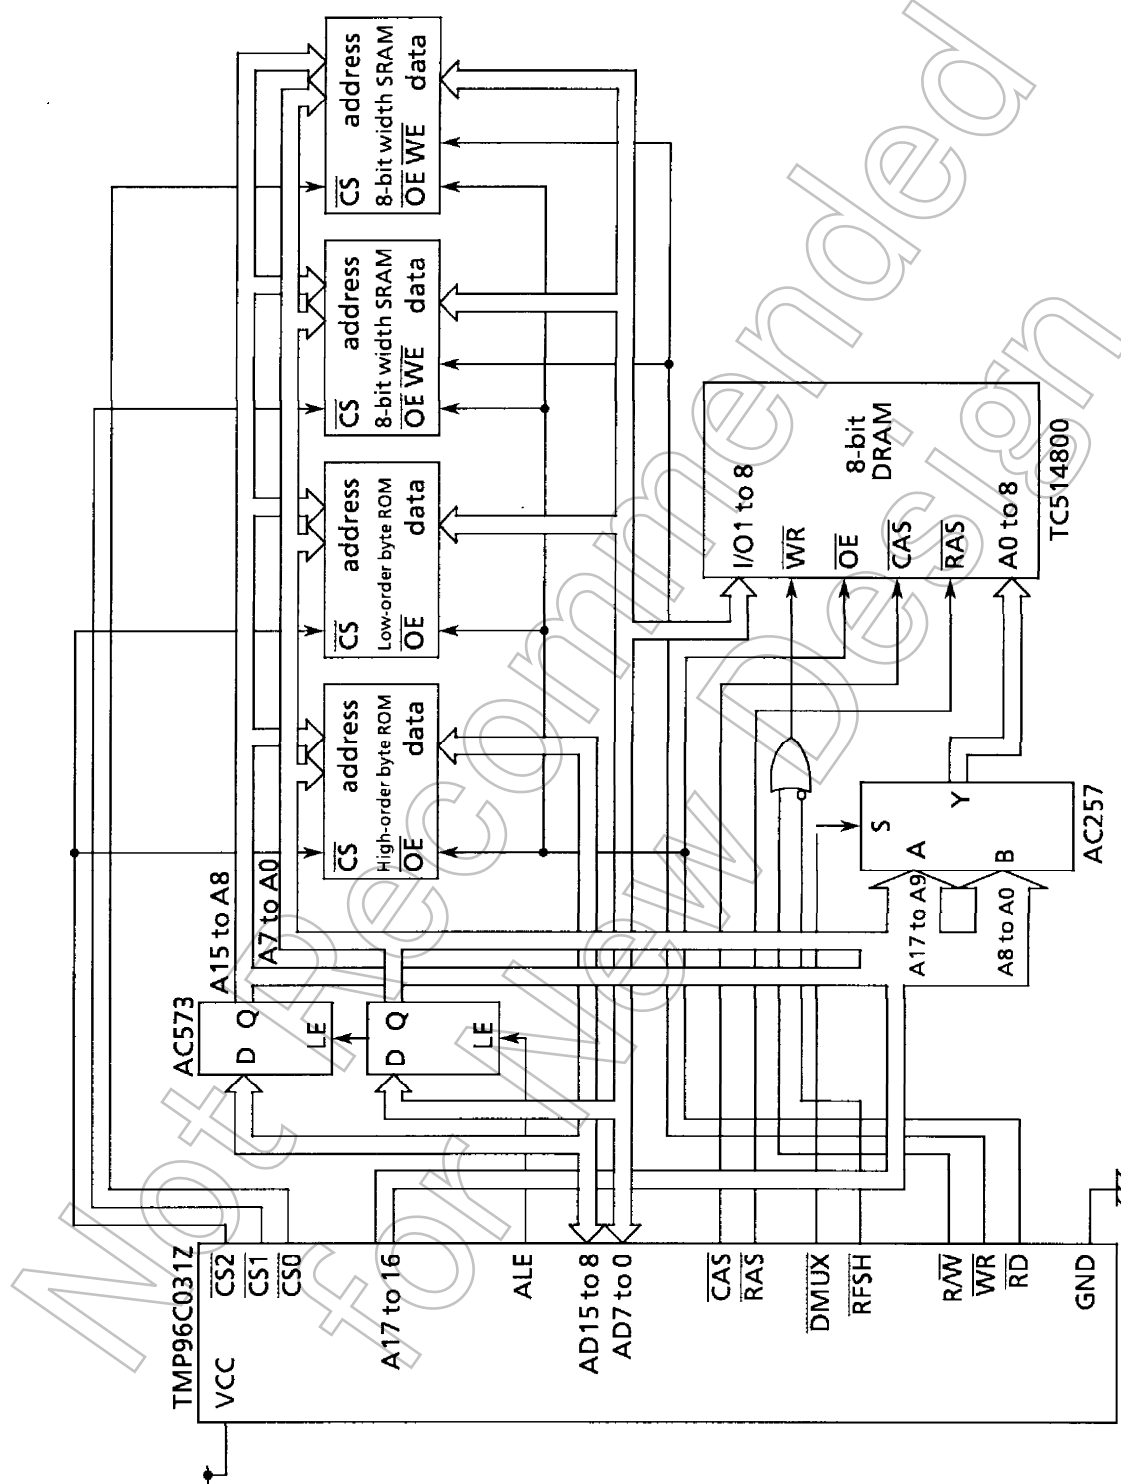 TMP96C031Z
VCC
CS2
CS1
CS0
A17 to 16
ALE
AD15 to 8
AD7 to 0
CAS
RAS
DMUX
RFSH
R/W
WR
RD
GND
AC573
D Q
LE
D Q
LE
A15 to A8
A7 to A0
CS
address
High-order byte ROM
OE
data
CS
address
Low-order byte ROM
OE
data
CS
address
8-bit width SRAM
OE WE
data
CS
address
8-bit width SRAM
OE WE
data
A17 to A9
A8 to A0
S
A
B
Y
AC257
I/O1 to 8
WR
OE
CAS
RAS
A0 to 8
8-bit
DRAM
TC514800
Not Recommended
for New Design